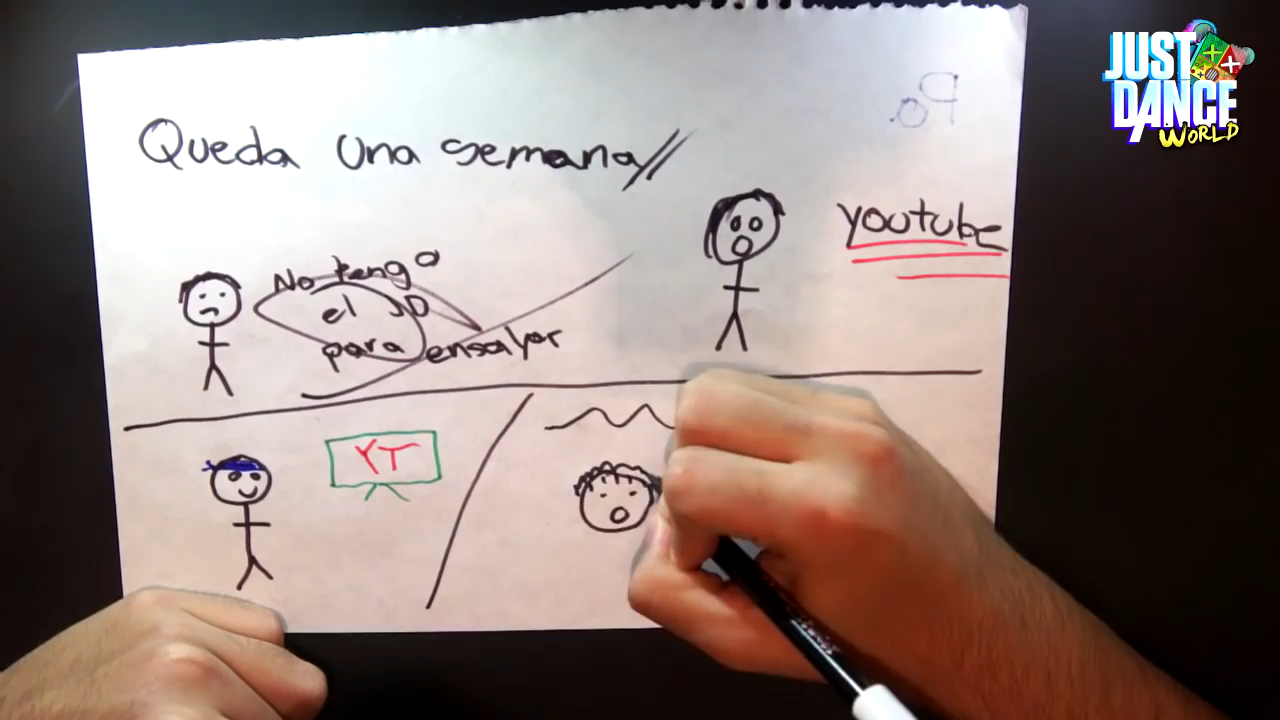 Queda una semana//
Po
youtube
No tengo
el JD
para ensayar
YT
JUST
DANCE
WORLD